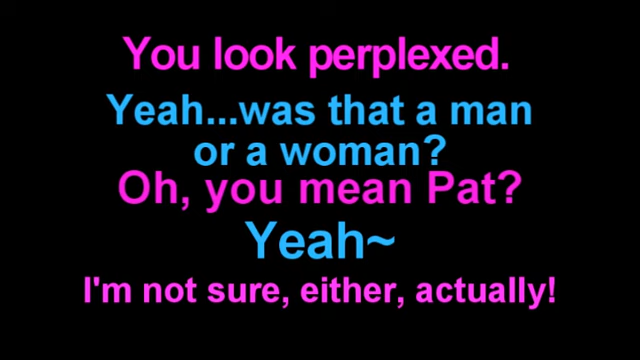 You look perplexed.
Yeah...was that a man
or a woman?
Oh, you mean Pat?
Yeah~
I'm not sure, either, actually!